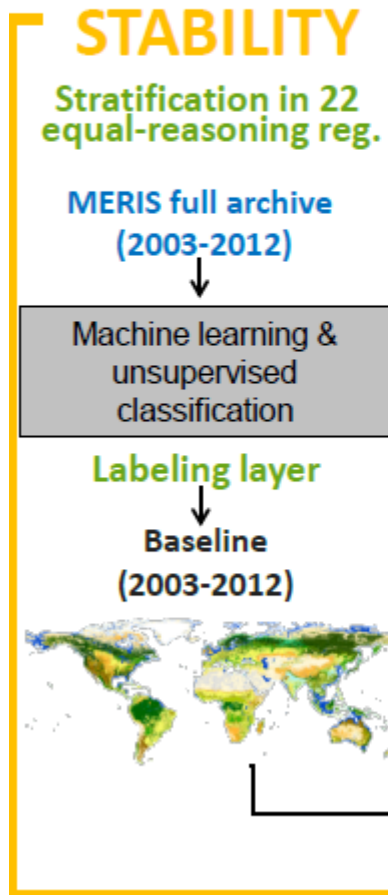 STABILITY
Stratification in 22
equal-reasoning reg.
MERIS full archive
(2003-2012)
Machine learning &
unsupervised
classification
Labeling layer
Baseline
(2003-2012)